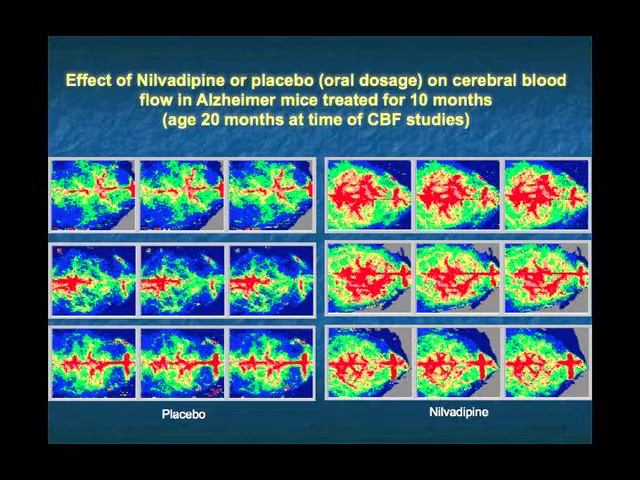 Effect of Nilvadipine or placebo (oral dosage) on cerebral blood
flow in Alzheimer mice treated for 10 months
(age 20 months at time of CBF studies)
Placebo
Nilvadipine